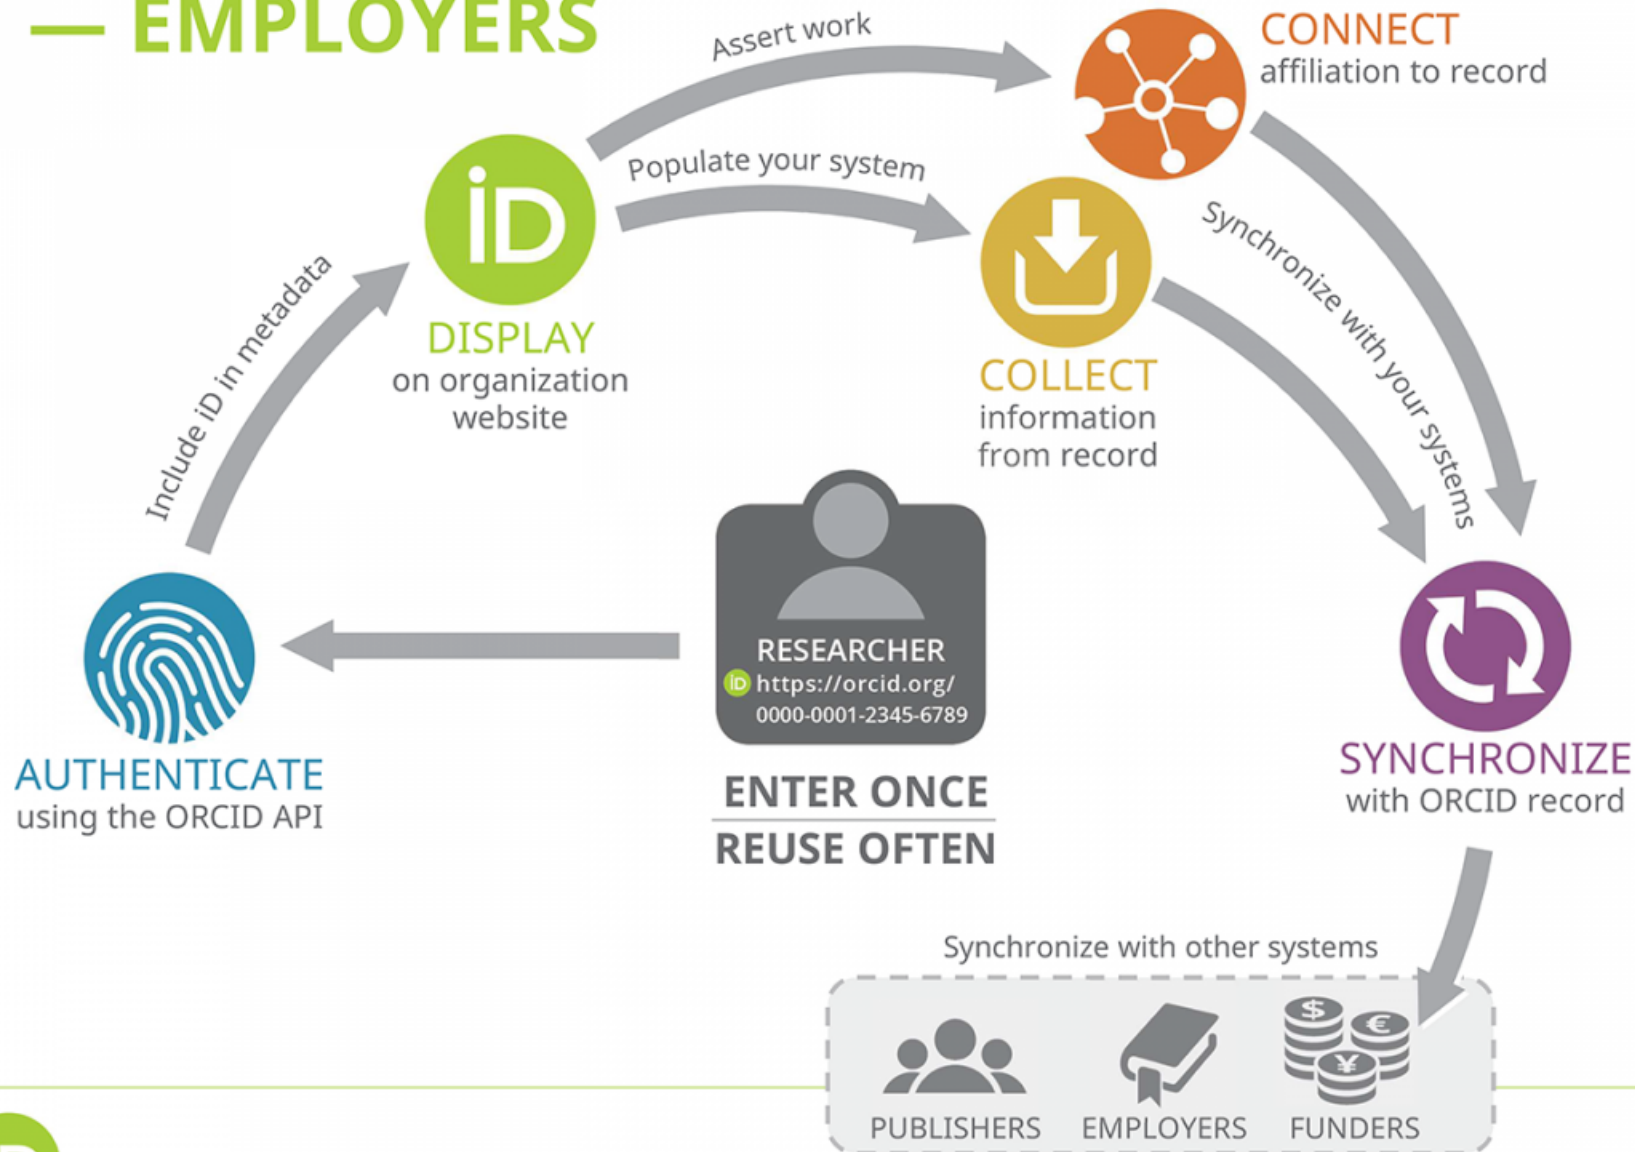 — EMPLOYERS
Assert work
CONNECT
affiliation to record
Populate your system
iD
Include iD in metadata
DISPLAY
on organization
website
COLLECT
information
from record
Synchronize with your systems
RESEARCHER
iD https://orcid.org/
0000-0001-2345-6789
AUTHENTICATE
using the ORCID API
ENTER ONCE
REUSE OFTEN
SYNCHRONIZE
with ORCID record
Synchronize with other systems
$ € ¥
PUBLISHERS EMPLOYERS FUNDERS